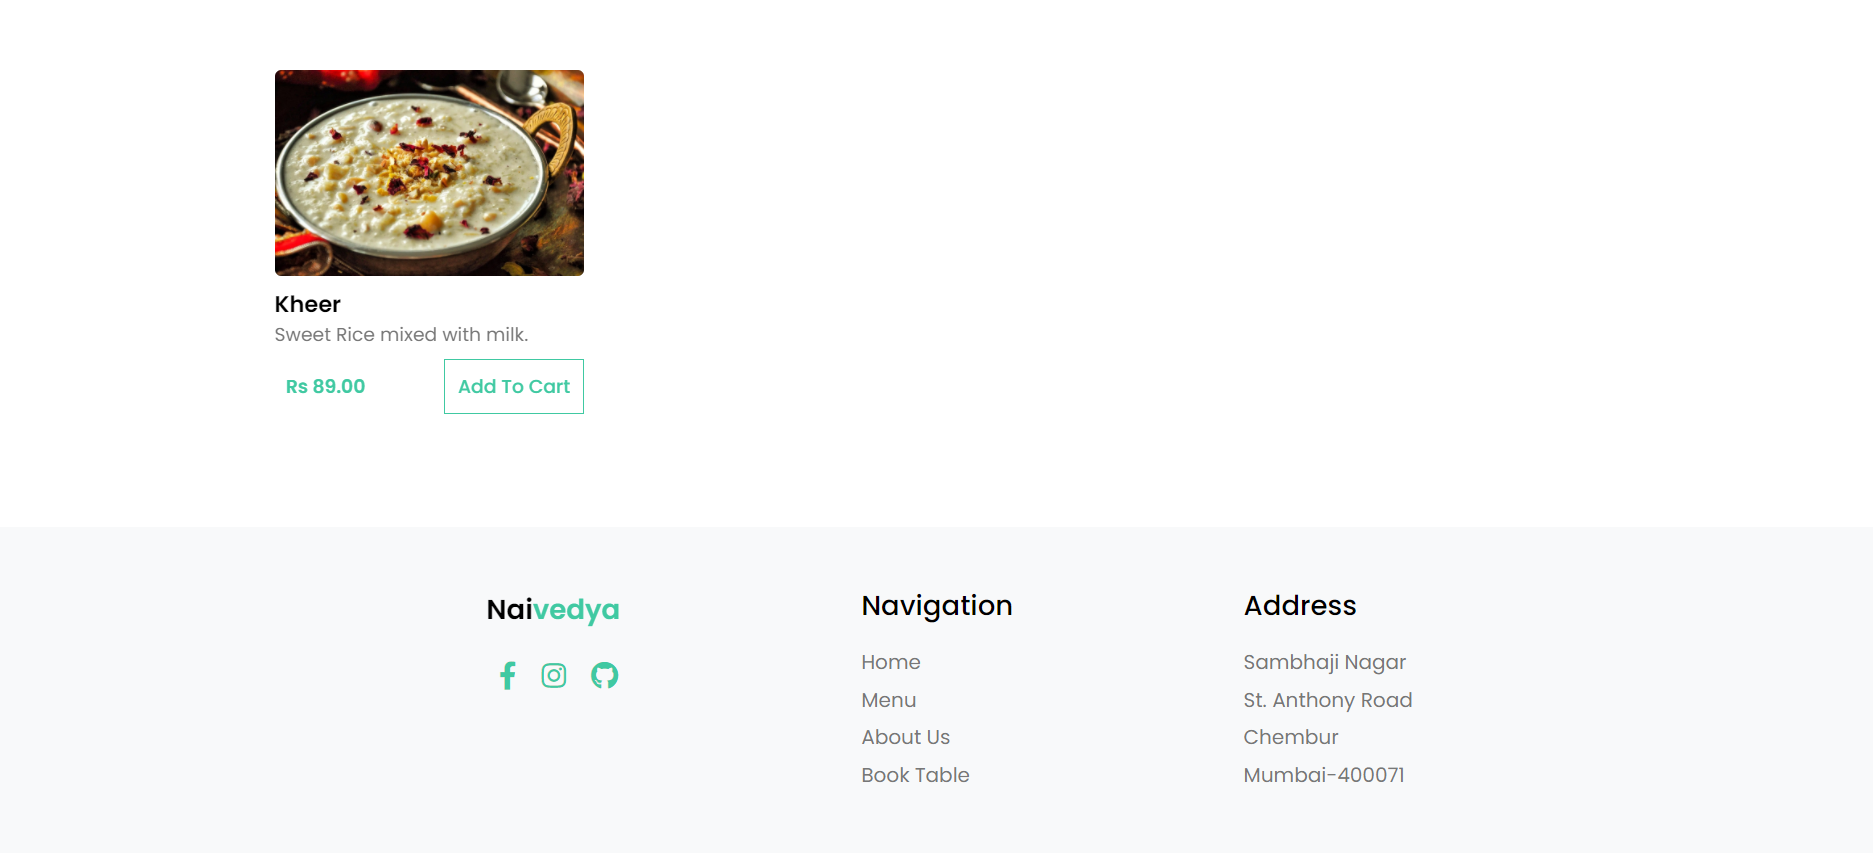 Kheer
Sweet Rice mixed with milk.
Rs 89.00
Add To Cart
Naivedya
Navigation
Home
Menu
About Us
Book Table
Address
Sambhaji Nagar
St. Anthony Road
Chembur
Mumbai-400071